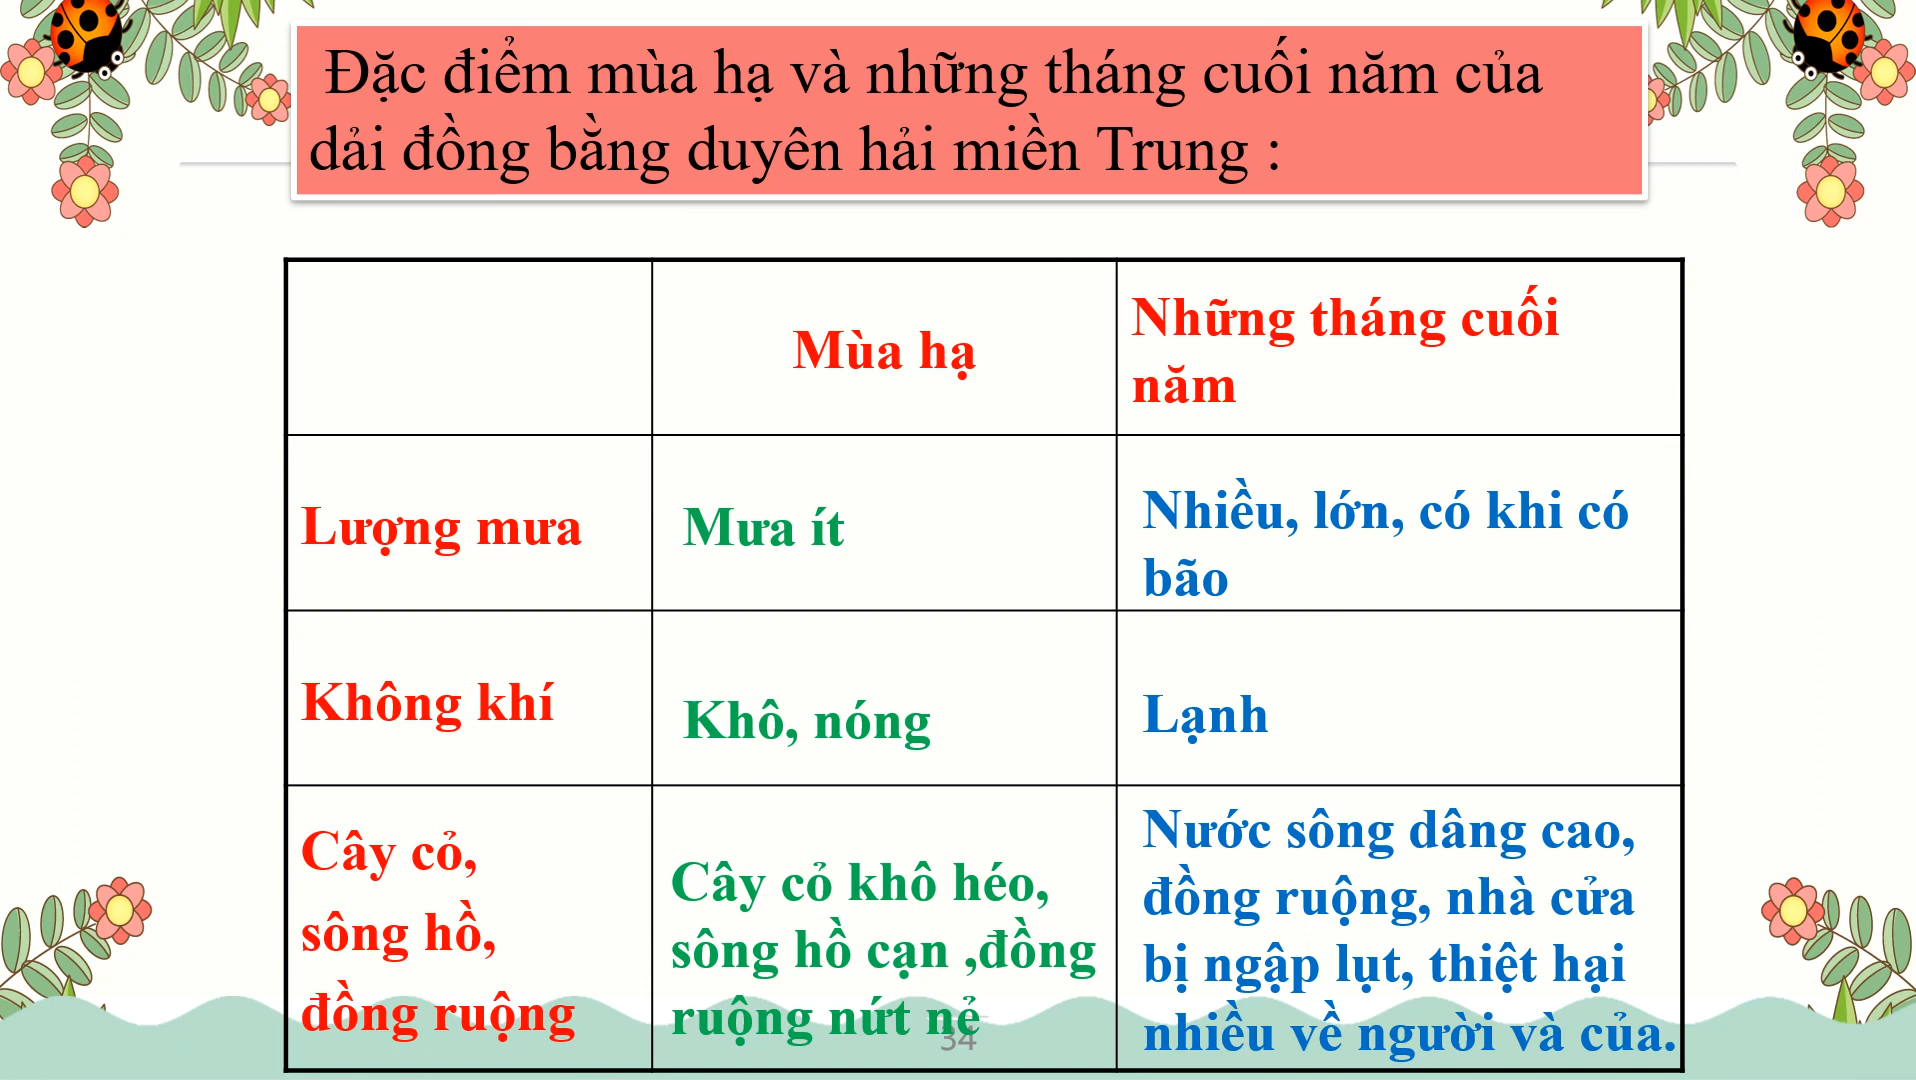 Đặc điểm mùa hạ và những tháng cuối năm của
dải đồng bằng duyên hải miền Trung :
Mùa hạ
Những tháng cuối
năm
Lượng mưa
Mưa ít
Nhiều, lớn, có khi có
bão
Không khí
Khô, nóng
Lạnh
Cây cỏ,
sông hồ,
đồng ruộng
Cây cỏ khô héo,
sông hồ cạn ,đồng
ruộng nứt nẻ
Nước sông dâng cao,
đồng ruộng, nhà cửa
bị ngập lụt, thiệt hại
nhiều về người và của.
34